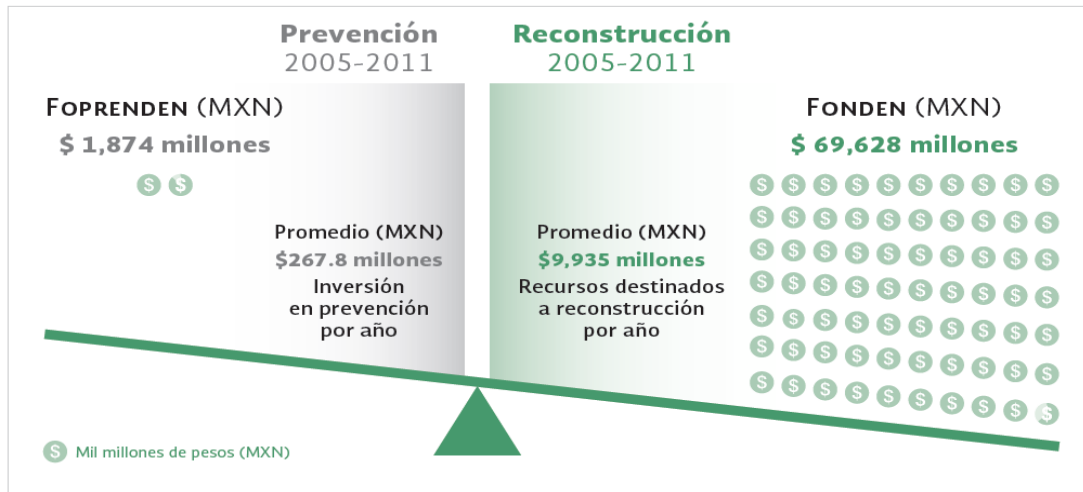 Prevención
2005-2011
Reconstrucción
2005-2011
FOPRENDEN (MXN)
$ 1,874 millones
$ $
Promedio (MXN)
$267.8 millones
Inversión
en prevención
por año
Promedio (MXN)
$9,935 millones
Recursos destinados
a reconstrucción
por año
FONDEN (MXN)
$ 69,628 millones
$ $ $ $ $ $ $ $ $ $
$ $ $ $ $ $ $ $ $ $
$ $ $ $ $ $ $ $ $ $
$ $ $ $ $ $ $ $ $ $
$ $ $ $ $ $ $ $ $ $
$ $ $ $ $ $ $ $ $ $
$ $ $ $ $ $ $ $ $ $
$ Mil millones de pesos (MXN)